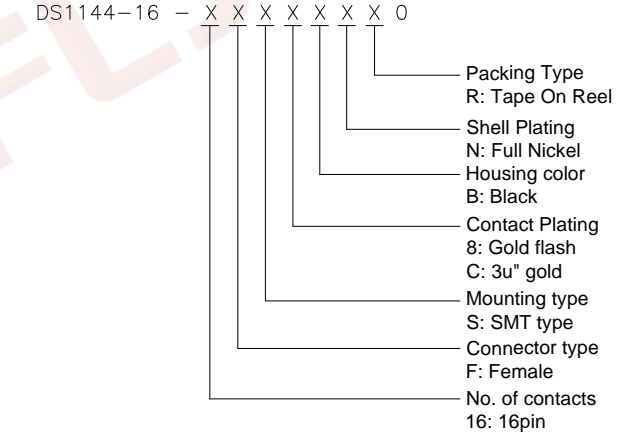 DS1144-16 - X X X X X X X 0
Packing Type
R: Tape On Reel
Shell Plating
N: Full Nickel
Housing color
B: Black
Contact Plating
8: Gold flash
C: 3u" gold
Mounting type
S: SMT type
Connector type
F: Female
No. of contacts
16: 16pin